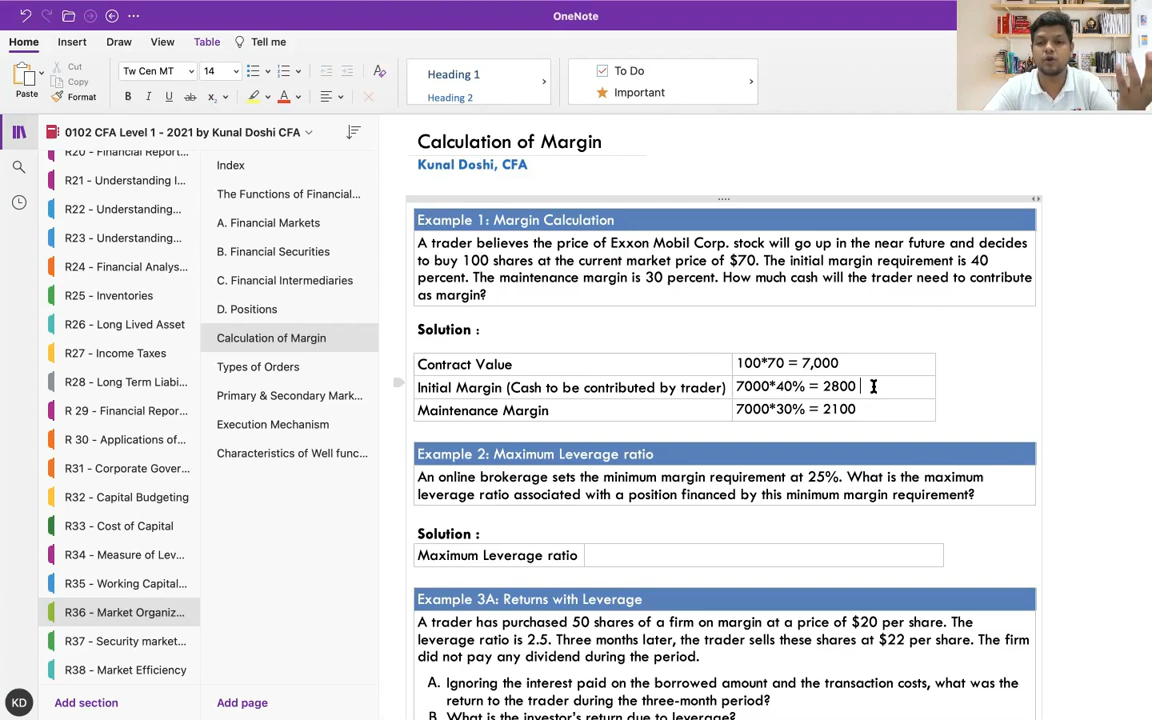 OneNote
Home Insert Draw View Table Tell me
Paste
Cut
Copy
Format
Tw Cen MT 14
B I U ab x₂ A
Heading 1
Heading 2
To Do
Important
0102 CFA Level 1 - 2021 by Kunal Doshi CFA
R20 - Financial Report...
R21 - Understanding I...
R22 - Understanding...
R23 - Understanding...
R24 - Financial Analys...
R25 - Inventories
R26 - Long Lived Asset
R27 - Income Taxes
R28 - Long Term Liabi...
R 29 - Financial Repor...
R 30 - Applications of...
R31 - Corporate Gover...
R32 - Capital Budgeting
R33 - Cost of Capital
R34 - Measure of Lev...
R35 - Working Capital...
R36 - Market Organiz...
R37 - Security market...
R38 - Market Efficiency
KD
Add section
Index
The Functions of Financial...
A. Financial Markets
B. Financial Securities
C. Financial Intermediaries
D. Positions
Calculation of Margin
Types of Orders
Primary & Secondary Mark...
Execution Mechanism
Characteristics of Well func...
Add page
Calculation of Margin
Kunal Doshi, CFA
Example 1: Margin Calculation
A trader believes the price of Exxon Mobil Corp. stock will go up in the near future and decides
to buy 100 shares at the current market price of $70. The initial margin requirement is 40
percent. The maintenance margin is 30 percent. How much cash will the trader need to contribute
as margin?
Solution :
Contract Value 100*70 = 7,000
Initial Margin (Cash to be contributed by trader) 7000*40% = 2800
Maintenance Margin 7000*30% = 2100
Example 2: Maximum Leverage ratio
An online brokerage sets the minimum margin requirement at 25%. What is the maximum
leverage ratio associated with a position financed by this minimum margin requirement?
Solution :
Maximum Leverage ratio
Example 3A: Returns with Leverage
A trader has purchased 50 shares of a firm on margin at a price of $20 per share. The
leverage ratio is 2.5. Three months later, the trader sells these shares at $22 per share. The firm
did not pay any dividend during the period.
A. Ignoring the interest paid on the borrowed amount and the transaction costs, what was the
return to the trader during the three-month period?
B. What is the investor's return due to leverage?